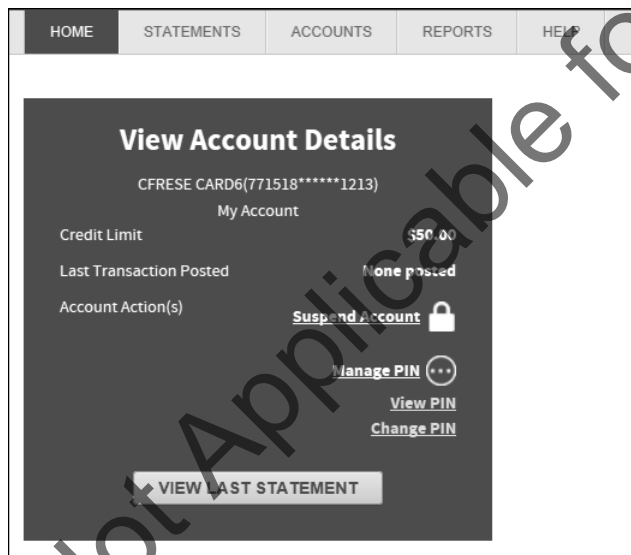 HOME STATEMENTS ACCOUNTS REPORTS HELP
View Account Details
CFRESE CARD6(771518******1213)
My Account
Credit Limit $50.00
Last Transaction Posted None posted
Account Action(s) Suspend Account
Manage PIN
View PIN
Change PIN
VIEW LAST STATEMENT
Not Applicable fo